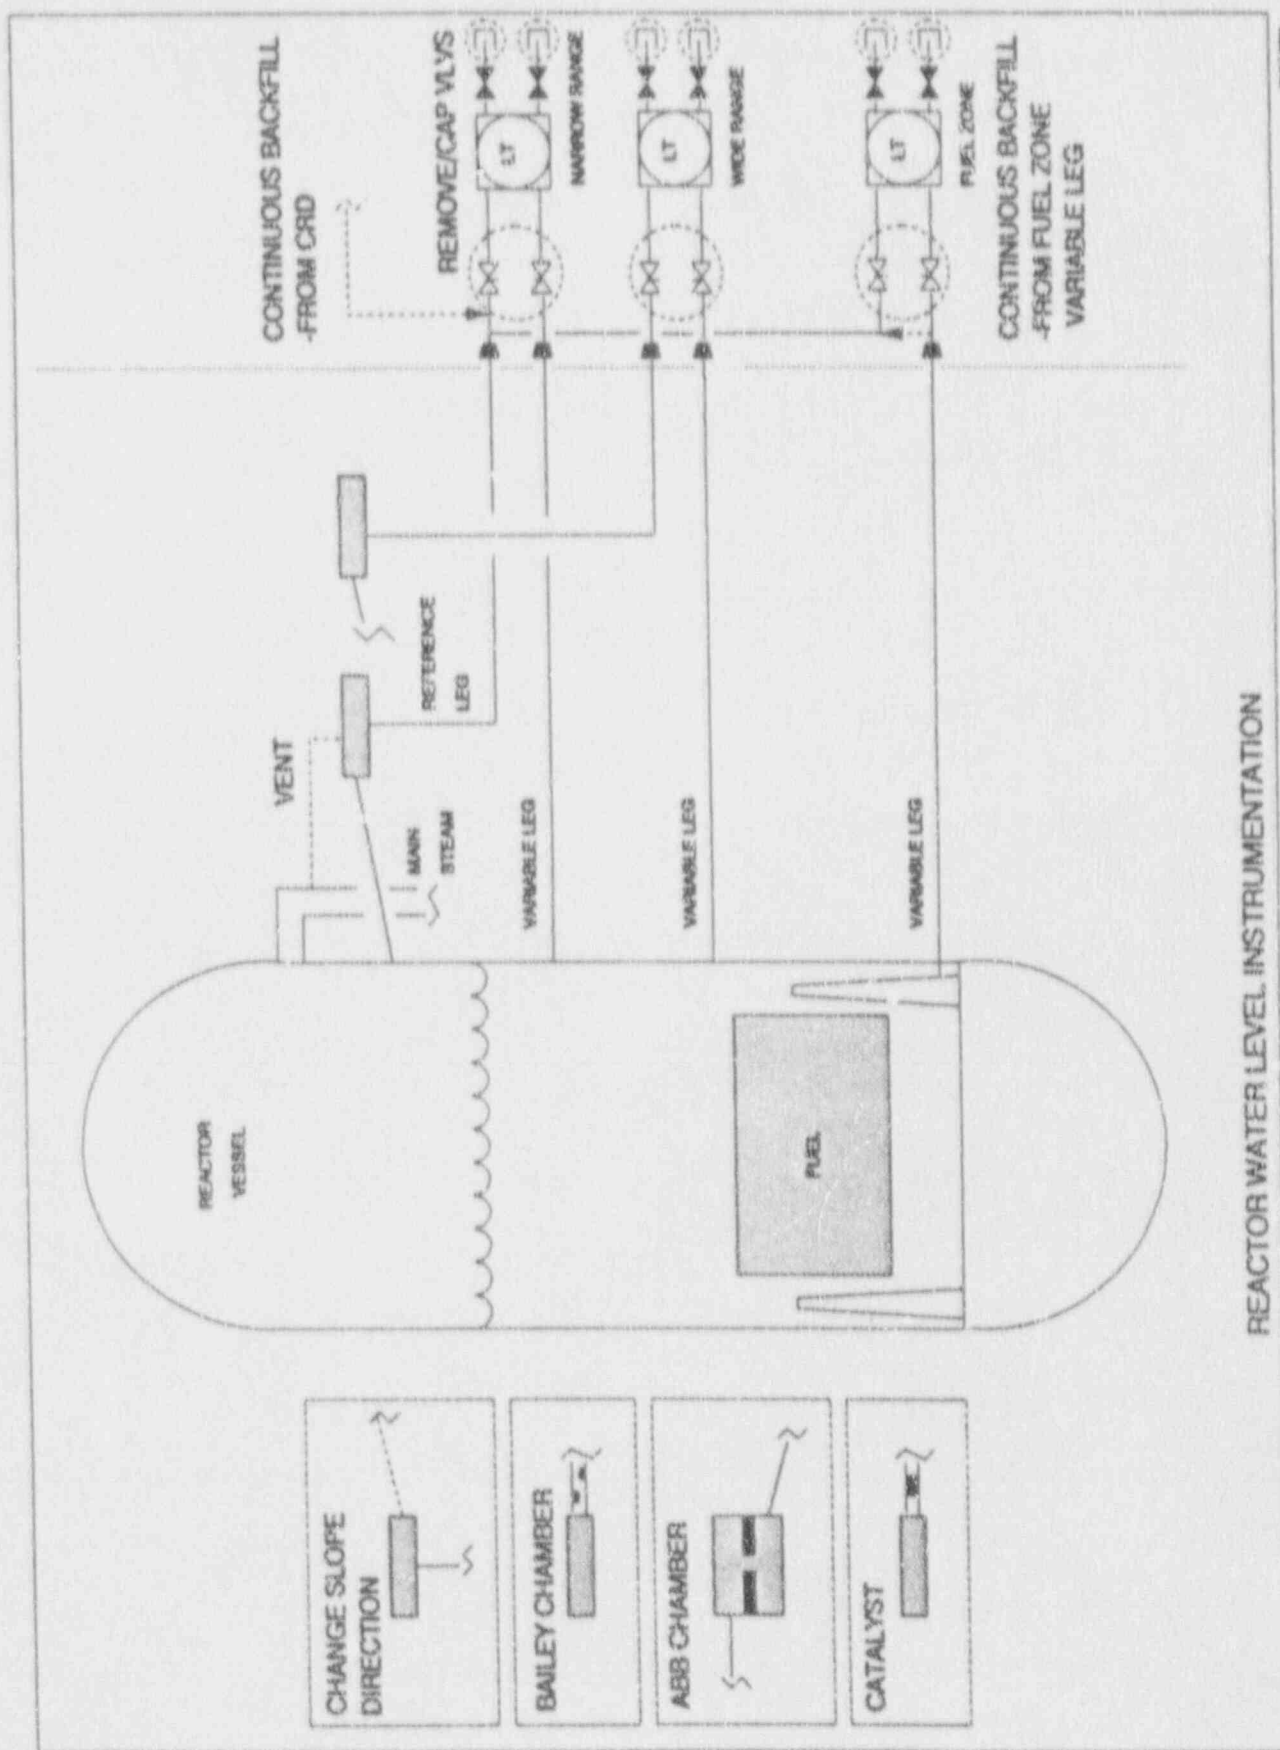 CHANGE SLOPE
DIRECTION
BAILEY CHAMBER
ABB CHAMBER
CATALYST
REACTOR
VESSEL
FUEL
VENT
MAIN
STEAM
REFERENCE
LEG
VARIABLE LEG
VARIABLE LEG
VARIABLE LEG
CONTINUOUS BACKFILL
-FROM CRD
REMOVE/CAP VLVS
LT
NARROW RANGE
LT
WIDE RANGE
LT
FUEL ZONE
CONTINUOUS BACKFILL
-FROM FUEL ZONE
VARIABLE LEG
REACTOR WATER LEVEL INSTRUMENTATION